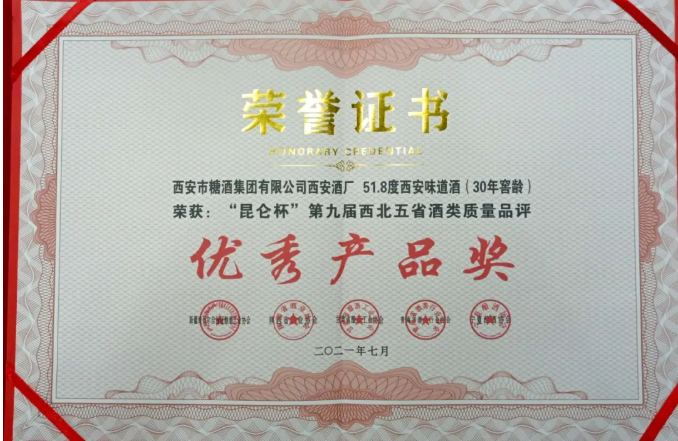 荣誉证书
HONORARY CREDENTIAL
西安市糖酒集团有限公司西安酒厂 51.8度西安味道酒（30年窖龄）
荣获：“昆仑杯”第九届西北五省酒类质量品评
优秀产品奖
二〇二一年七月